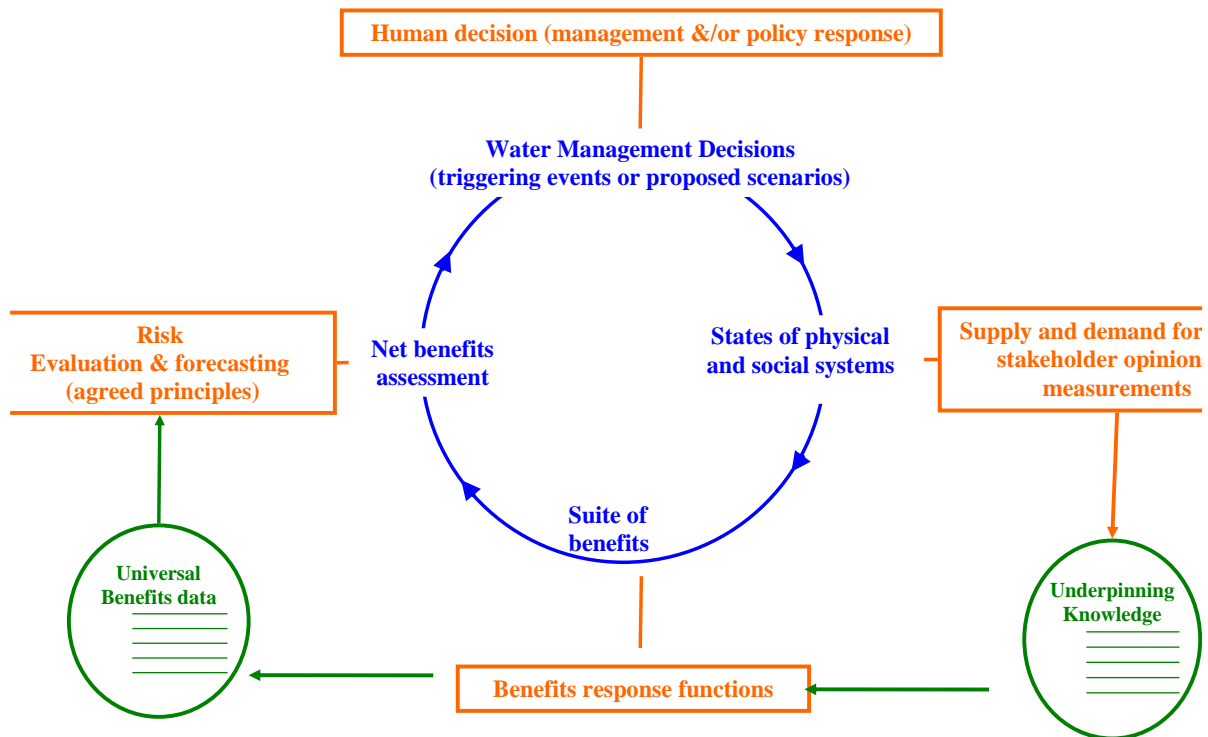 Human decision (management &/or policy response)
Water Management Decisions
(triggering events or proposed scenarios)
Risk
Evaluation & forecasting
(agreed principles)
Net benefits
assessment
States of physical
and social systems
Supply and demand for
stakeholder opinion
measurements
Suite of
benefits
Universal
Benefits data
Underpinning
Knowledge
Benefits response functions